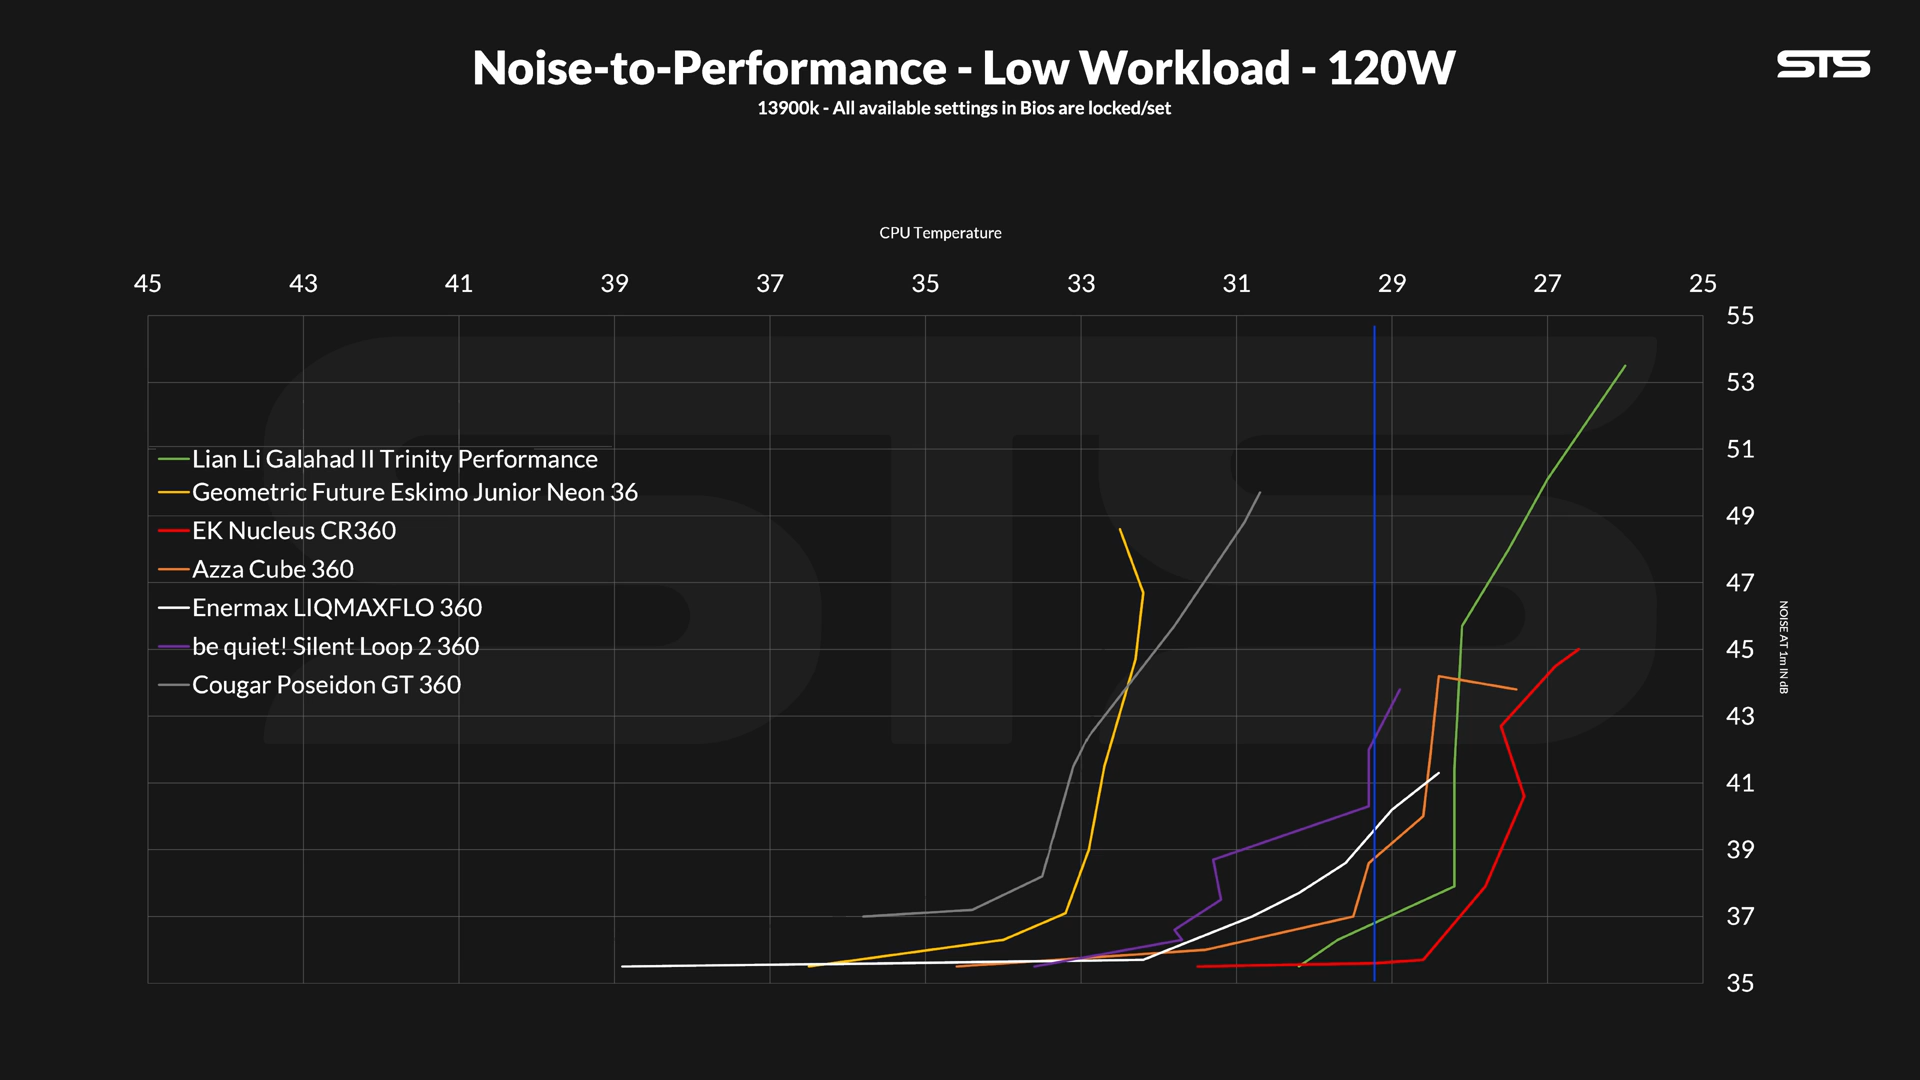 Noise-to-Performance - Low Workload - 120W
STS
13900k - All available settings in Bios are locked/set
CPU Temperature
45 43 41 39 37 35 33 31 29 27 25
55
53
51
49
47
45
43
41
39
37
35
Lian Li Galahad II Trinity Performance
Geometric Future Eskimo Junior Neon 36
EK Nucleus CR360
Azza Cube 360
Enermax LIQMAXFLO 360
be quiet! Silent Loop 2 360
Cougar Poseidon GT 360
NOISE AT 1m IN dB
STS